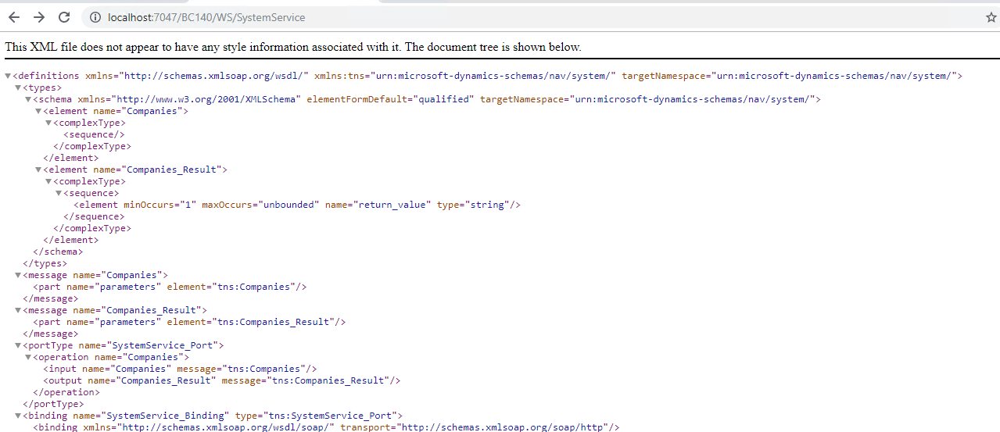 localhost:7047/BC140/WS/SystemService
This XML file does not appear to have any style information associated with it. The document tree is shown below.
▼<definitions xmlns="http://schemas.xmlsoap.org/wsdl/" xmlns:tns="urn:microsoft-dynamics-schemas/nav/system/" targetNamespace="urn:microsoft-dynamics-schemas/nav/system/">
▼<types>
▼<schema xmlns="http://www.w3.org/2001/XMLSchema" elementFormDefault="qualified" targetNamespace="urn:microsoft-dynamics-schemas/nav/system/">
▼<element name="Companies">
▼<complexType>
<sequence/>
</complexType>
</element>
▼<element name="Companies_Result">
▼<complexType>
▼<sequence>
<element minOccurs="1" maxOccurs="unbounded" name="return_value" type="string"/>
</sequence>
</complexType>
</element>
</schema>
</types>
▼<message name="Companies">
<part name="parameters" element="tns:Companies"/>
</message>
▼<message name="Companies_Result">
<part name="parameters" element="tns:Companies_Result"/>
</message>
▼<portType name="SystemService_Port">
▼<operation name="Companies">
<input name="Companies" message="tns:Companies"/>
<output name="Companies_Result" message="tns:Companies_Result"/>
</operation>
</portType>
▼<binding name="SystemService_Binding" type="tns:SystemService_Port">
<binding xmlns="http://schemas.xmlsoap.org/wsdl/soap/" transport="http://schemas.xmlsoap.org/soap/http"/>